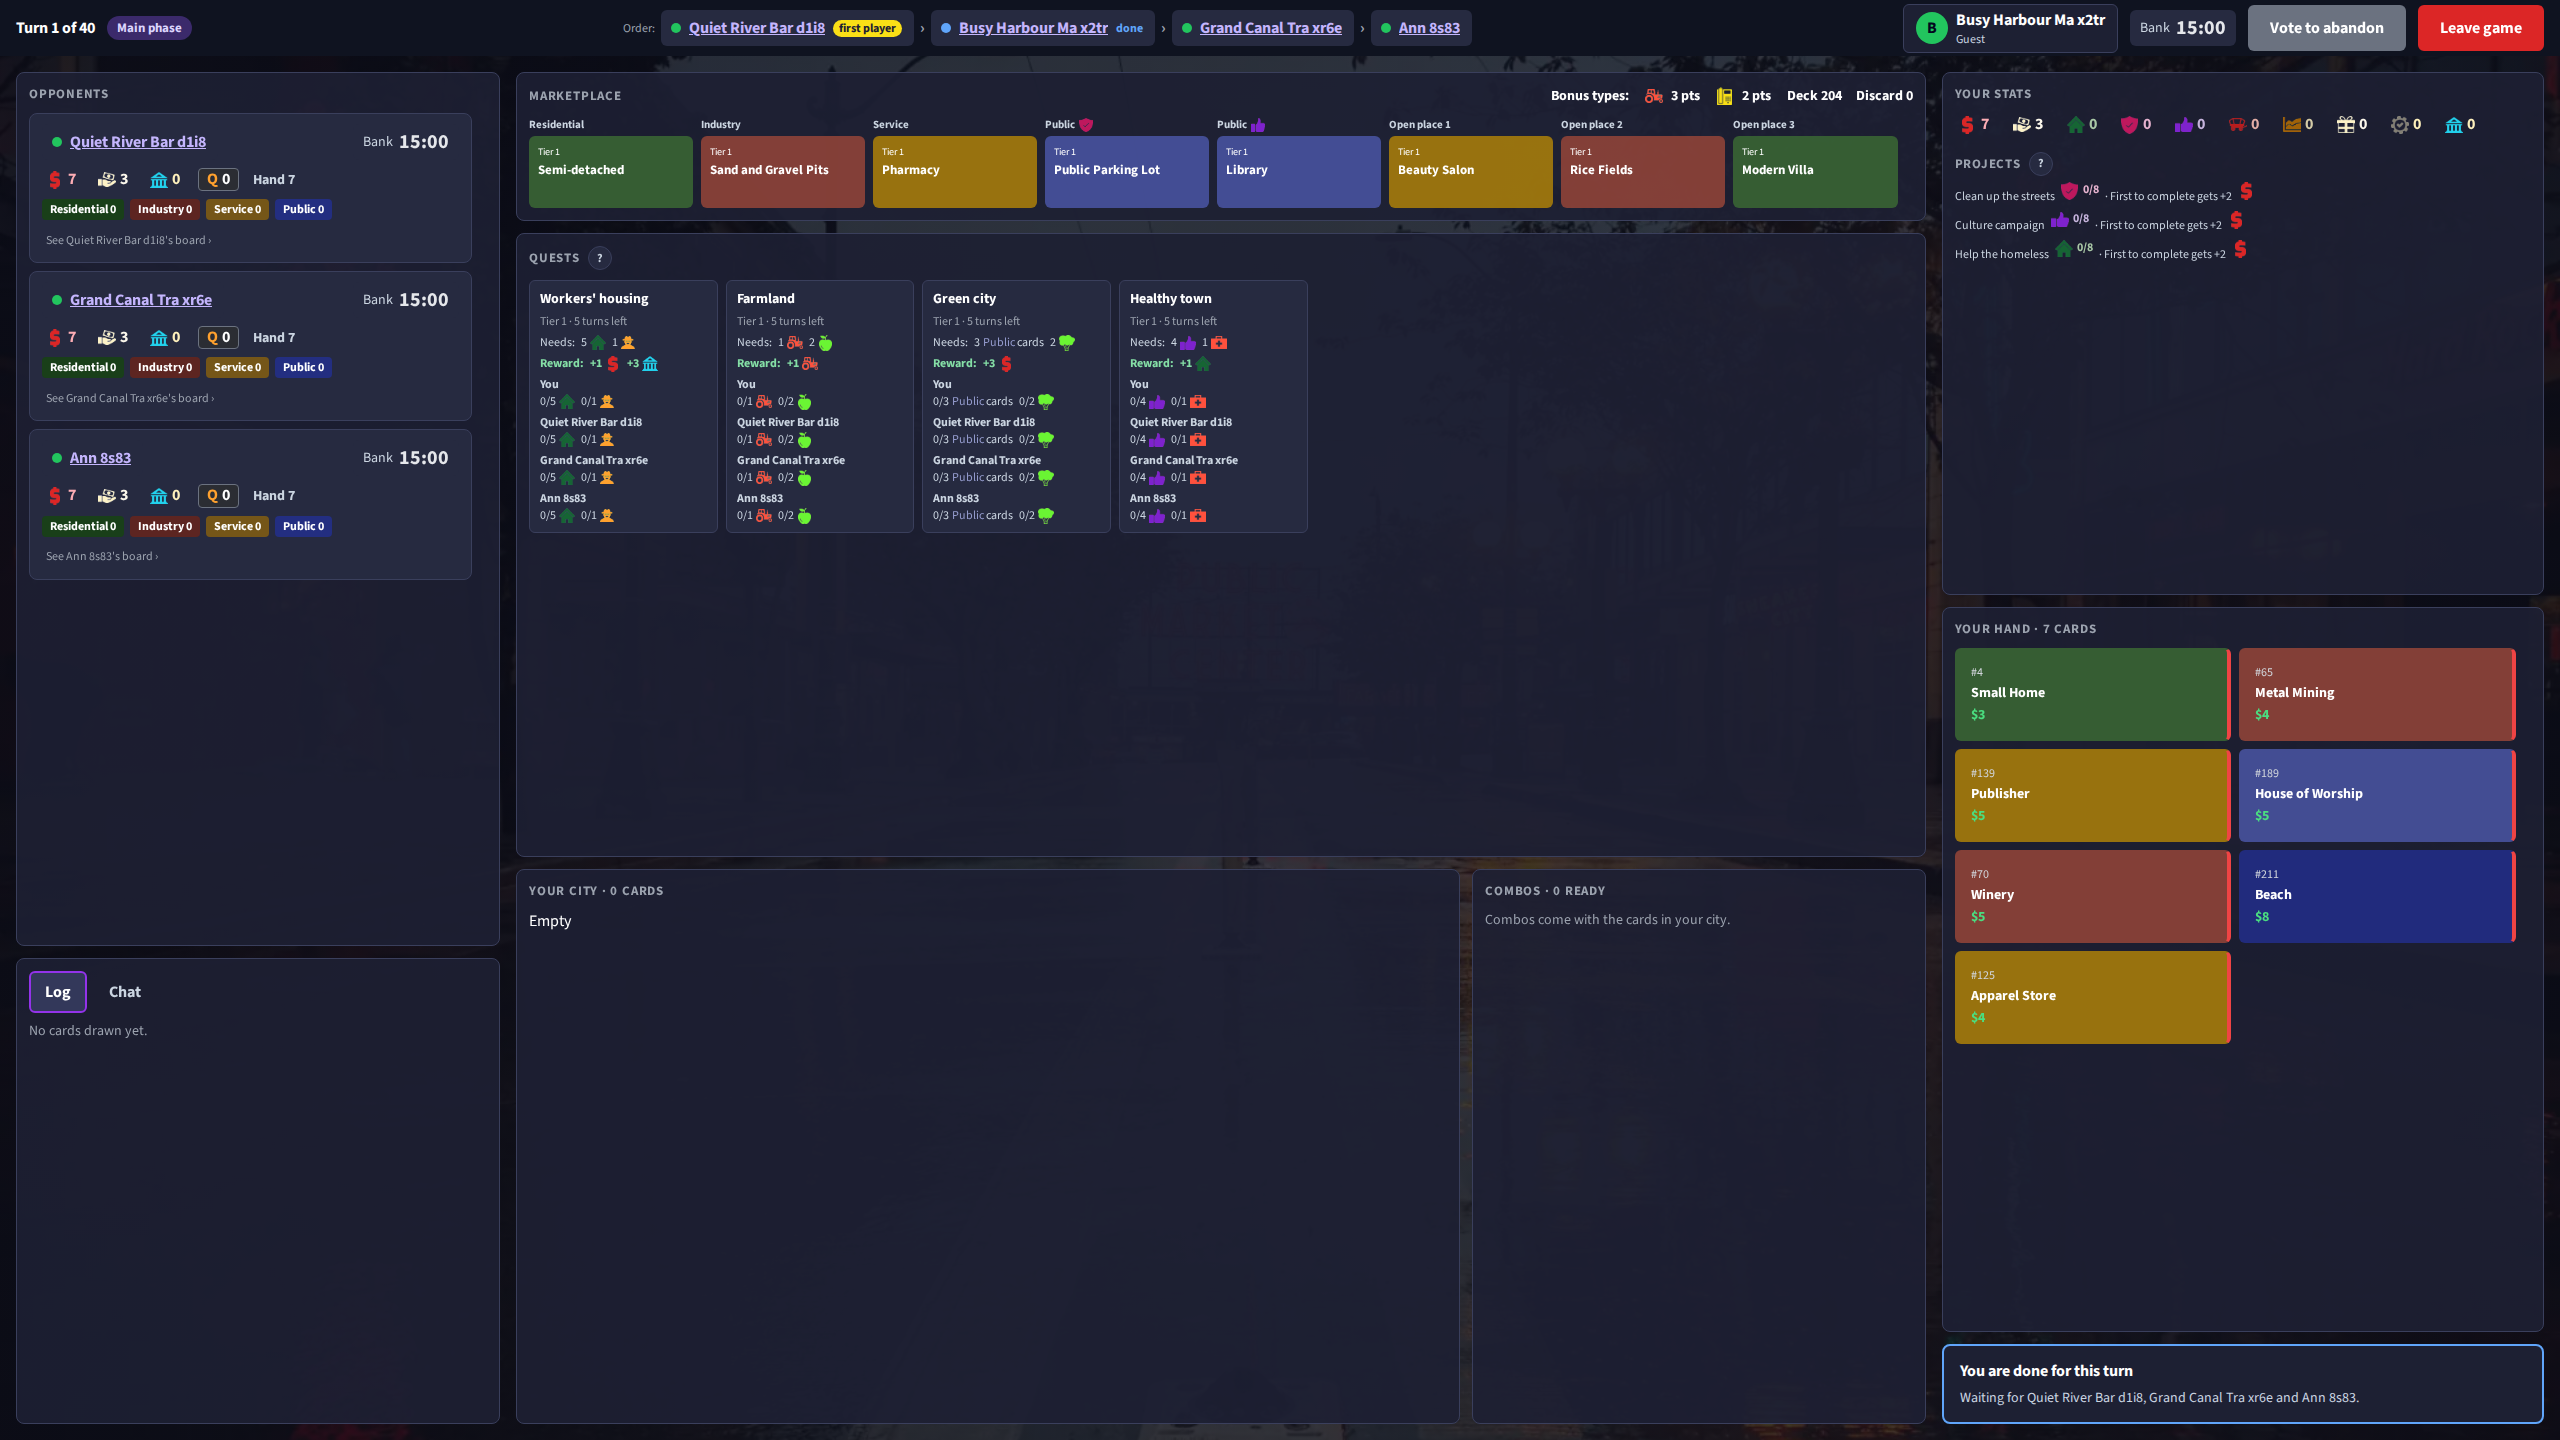 Turn 1 of 40 Main phase
Order: Quiet River Bar d1i8 first player › Busy Harbour Ma x2tr done › Grand Canal Tra xr6e › Ann 8s83
B Busy Harbour Ma x2tr
Guest
Bank 15:00
Vote to abandon
Leave game
OPPONENTS
Quiet River Bar d1i8 Bank 15:00
7 3 0 Q 0 Hand 7
Residential 0 Industry 0 Service 0 Public 0
See Quiet River Bar d1i8's board ›
Grand Canal Tra xr6e Bank 15:00
7 3 0 Q 0 Hand 7
Residential 0 Industry 0 Service 0 Public 0
See Grand Canal Tra xr6e's board ›
Ann 8s83 Bank 15:00
7 3 0 Q 0 Hand 7
Residential 0 Industry 0 Service 0 Public 0
See Ann 8s83's board ›
Log Chat
No cards drawn yet.
MARKETPLACE
Bonus types: 3 pts 2 pts Deck 204 Discard 0
Residential Industry Service Public Public Open place 1 Open place 2 Open place 3
Tier 1 Tier 1 Tier 1 Tier 1 Tier 1 Tier 1 Tier 1 Tier 1
Semi-detached Sand and Gravel Pits Pharmacy Public Parking Lot Library Beauty Salon Rice Fields Modern Villa
QUESTS ?
Workers' housing
Tier 1 · 5 turns left
Needs: 5 1
Reward: +1 $ +3
You
0/5 0/1
Quiet River Bar d1i8
0/5 0/1
Grand Canal Tra xr6e
0/5 0/1
Ann 8s83
0/5 0/1
Farmland
Tier 1 · 5 turns left
Needs: 1 2
Reward: +1
You
0/1 0/2
Quiet River Bar d1i8
0/1 0/2
Grand Canal Tra xr6e
0/1 0/2
Ann 8s83
0/1 0/2
Green city
Tier 1 · 5 turns left
Needs: 3 Public cards 2
Reward: +3 $
You
0/3 Public cards 0/2
Quiet River Bar d1i8
0/3 Public cards 0/2
Grand Canal Tra xr6e
0/3 Public cards 0/2
Ann 8s83
0/3 Public cards 0/2
Healthy town
Tier 1 · 5 turns left
Needs: 4 1
Reward: +1
You
0/4 0/1
Quiet River Bar d1i8
0/4 0/1
Grand Canal Tra xr6e
0/4 0/1
Ann 8s83
0/4 0/1
YOUR CITY · 0 CARDS
Empty
COMBOS · 0 READY
Combos come with the cards in your city.
YOUR STATS
$ 7 3 0 0 0 0 0 0 0 0
PROJECTS ?
Clean up the streets 0/8 · First to complete gets +2 $
Culture campaign 0/8 · First to complete gets +2 $
Help the homeless 0/8 · First to complete gets +2 $
YOUR HAND · 7 CARDS
#4
Small Home
$3
#65
Metal Mining
$4
#139
Publisher
$5
#189
House of Worship
$5
#70
Winery
$5
#211
Beach
$8
#125
Apparel Store
$4
You are done for this turn
Waiting for Quiet River Bar d1i8, Grand Canal Tra xr6e and Ann 8s83.